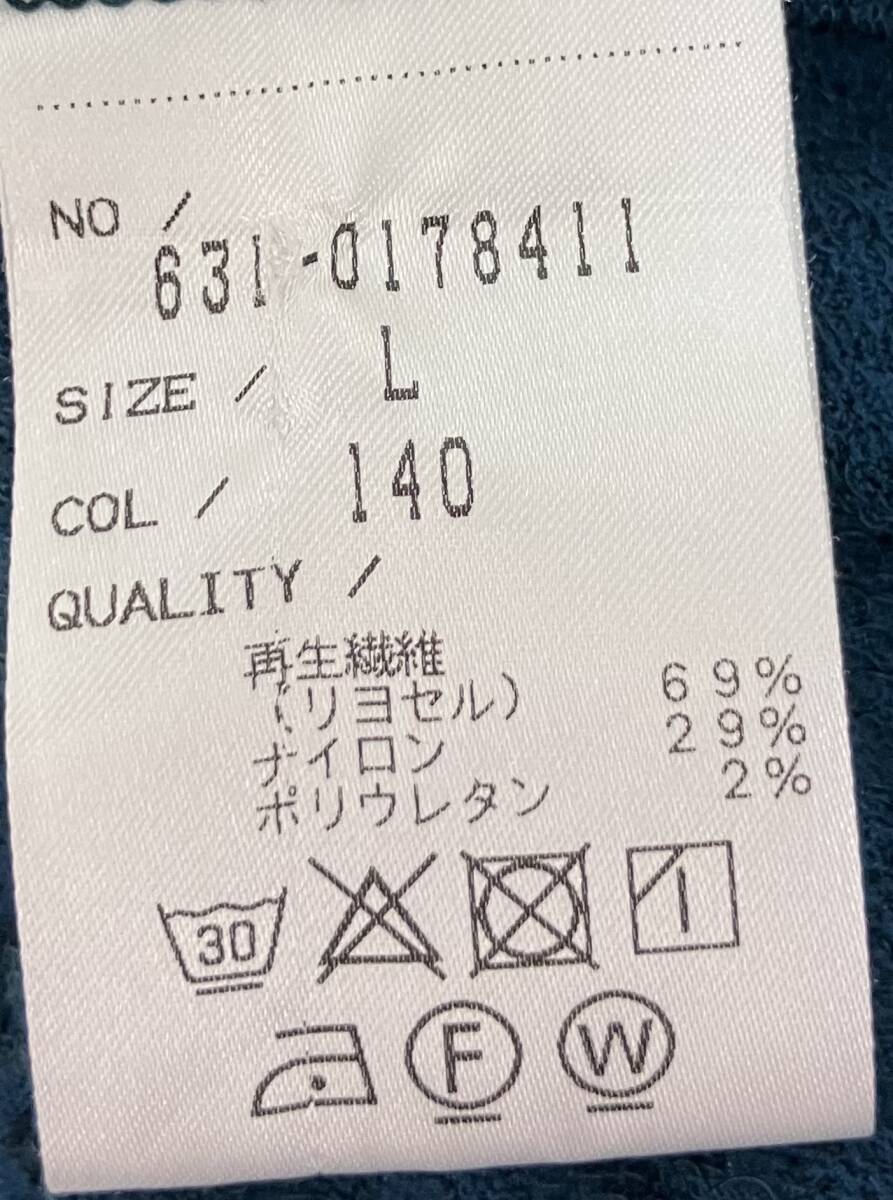 NO /
631-0178411
SIZE / L
COL / 140
QUALITY /
再生繊維
(リヨセル) 69%
ナイロン 29%
ポリウレタン 2%
30
F W